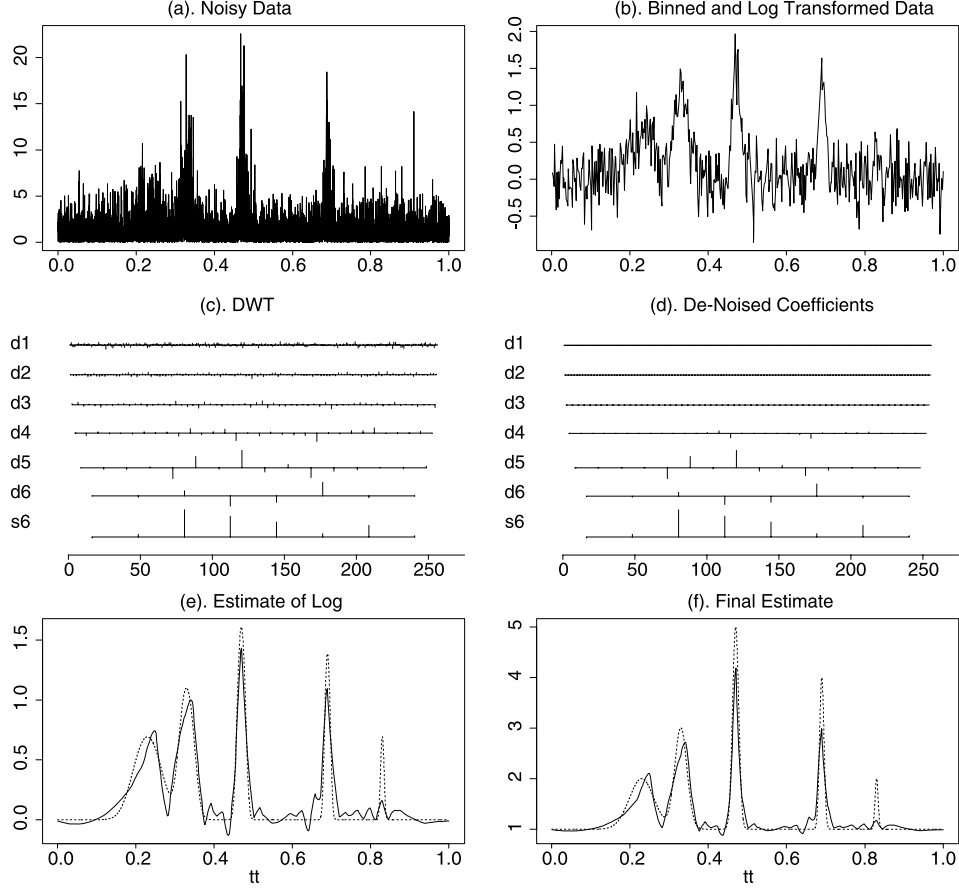 (a). Noisy Data
20
15
10
5
0
0.0 0.2 0.4 0.6 0.8 1.0
(b). Binned and Log Transformed Data
2.0
1.5
1.0
0.5
0.0
-0.5
0.0 0.2 0.4 0.6 0.8 1.0
(c). DWT
d1
d2
d3
d4
d5
d6
s6
0 50 100 150 200 250
(d). De-Noised Coefficients
d1
d2
d3
d4
d5
d6
s6
0 50 100 150 200 250
(e). Estimate of Log
1.5
1.0
0.5
0.0
0.0 0.2 0.4 0.6 0.8 1.0
tt
(f). Final Estimate
5
4
3
2
1
0.0 0.2 0.4 0.6 0.8 1.0
tt